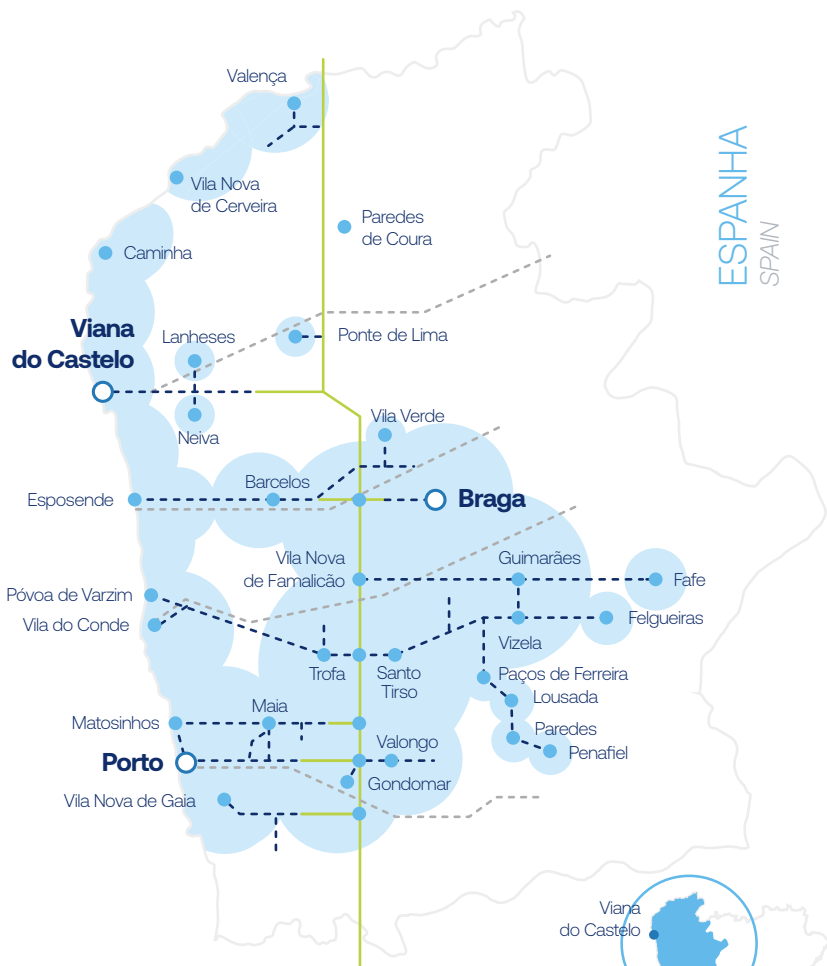 Valença
Vila Nova
de Cerveira
Paredes
de Coura
ESPANHA
SPAIN
Caminha
Viana
do Castelo
Lanheses
Ponte de Lima
Neiva
Vila Verde
Barcelos
Esposende
Braga
Vila Nova
de Famalicão
Guimarães
Fafe
Póvoa de Varzim
Vila do Conde
Felgueiras
Vizela
Trofa
Santo
Tirso
Paços de Ferreira
Lousada
Maia
Matosinhos
Paredes
Valongo
Penafiel
Porto
Gondomar
Vila Nova de Gaia
Viana
do Castelo